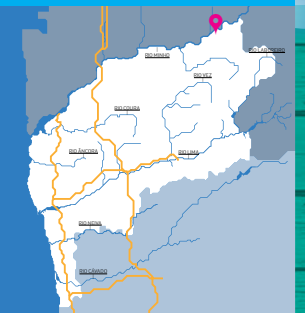 RIO MINHO
RIO LABOREIRO
RIO VEZ
RIO COURA
RIO ÂNCORA
RIO LIMA
RIO NEIVA
RIO CÁVADO